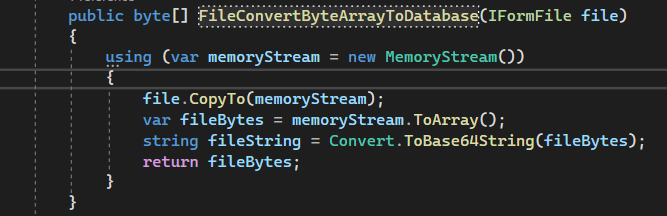 public byte[] FileConvertByteArrayToDatabase(IFormFile file)
{
using (var memoryStream = new MemoryStream())
{
file.CopyTo(memoryStream);
var fileBytes = memoryStream.ToArray();
string fileString = Convert.ToBase64String(fileBytes);
return fileBytes;
}
}